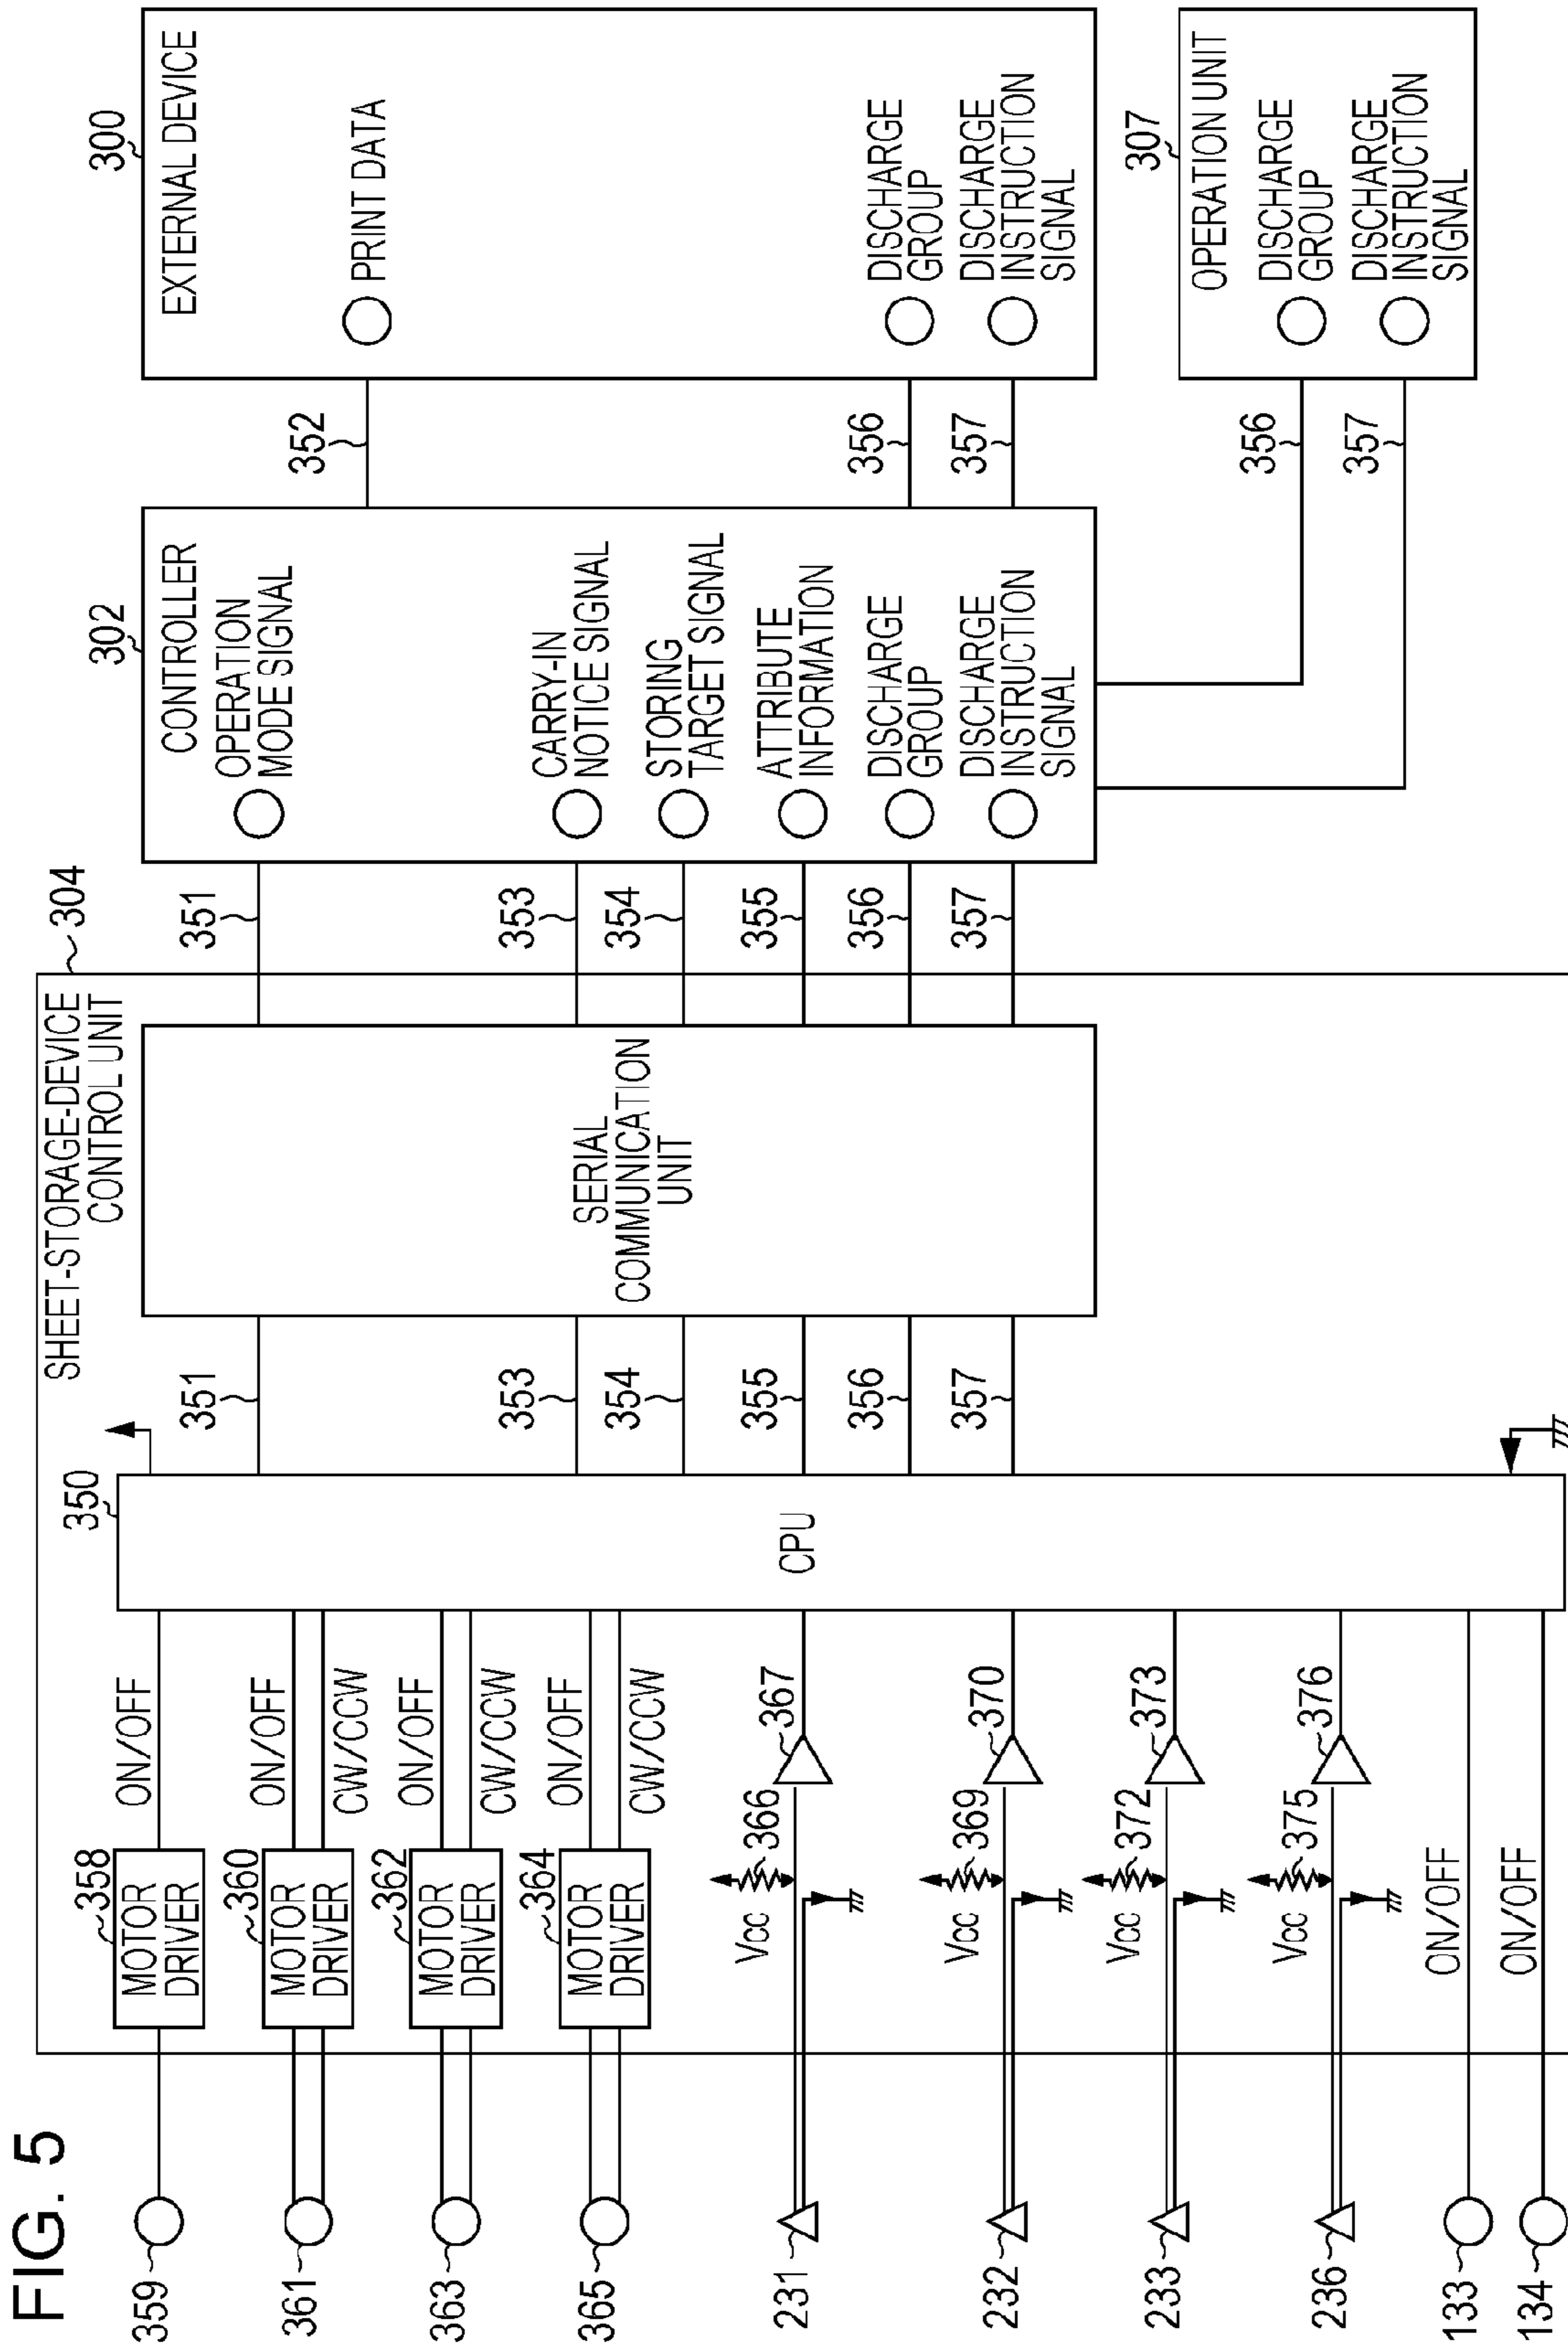 FIG. 5
SHEET-STORAGE-DEVICE
CONTROL UNIT
304
350
CPU
SERIAL
COMMUNICATION
UNIT
302
CONTROLLER
OPERATION
MODE SIGNAL
CARRY-IN
NOTICE SIGNAL
STORING
TARGET SIGNAL
ATTRIBUTE
INFORMATION
DISCHARGE
GROUP
DISCHARGE
INSTRUCTION
SIGNAL
300
EXTERNAL DEVICE
PRINT DATA
DISCHARGE
GROUP
DISCHARGE
INSTRUCTION
SIGNAL
307
OPERATION UNIT
DISCHARGE
GROUP
DISCHARGE
INSTRUCTION
SIGNAL
351
353
354
355
356
357
351
353
354
355
356
357
352
356
357
356
357
359
358
MOTOR
DRIVER
ON/OFF
361
360
MOTOR
DRIVER
ON/OFF
CW/CCW
363
362
MOTOR
DRIVER
ON/OFF
CW/CCW
365
364
MOTOR
DRIVER
ON/OFF
CW/CCW
231
Vcc
366
367
232
Vcc
369
370
233
Vcc
372
373
236
Vcc
375
376
133
ON/OFF
134
ON/OFF